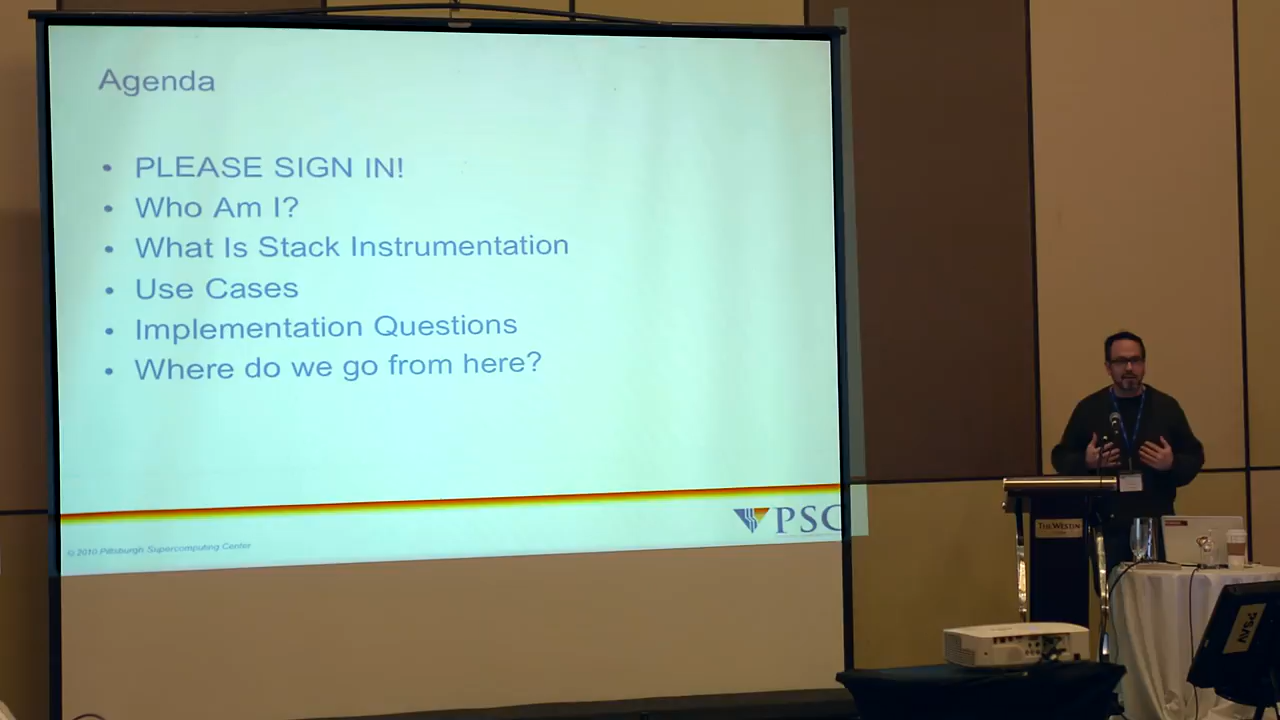 Agenda
• PLEASE SIGN IN!
• Who Am I?
• What Is Stack Instrumentation
• Use Cases
• Implementation Questions
• Where do we go from here?
© 2010 Pittsburgh Supercomputing Center
PSC
THE WESTIN
PSAV